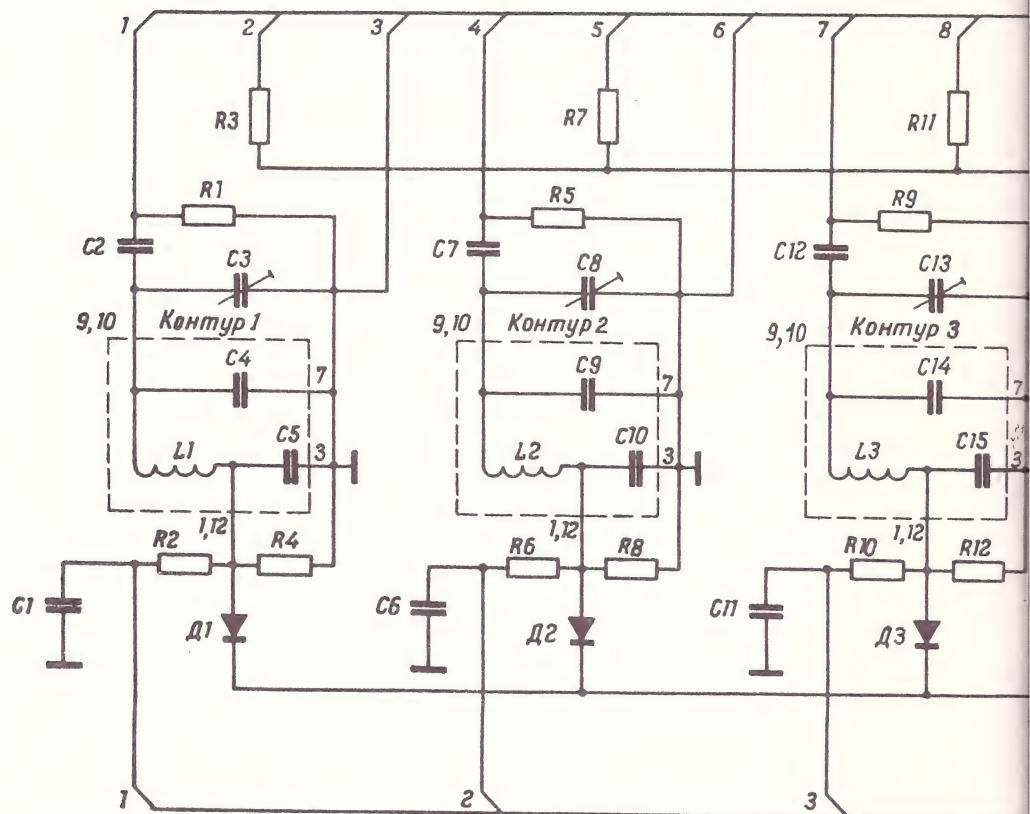 1 2 3 4 5 6 7 8
R3 R7 R11
R1 R5 R9
C2 C7 C12
C3 C8 C13
9,10 Контур 1 9,10 Контур 2 9,10 Контур 3
C4 7 C9 7 C14 7
L1 C5 3 L2 C10 3 L3 C15 3
1,12 1,12 1,12
R2 R4 R6 R8 R10 R12
C1 C6 C11
Д1 Д2 Д3
1 2 3